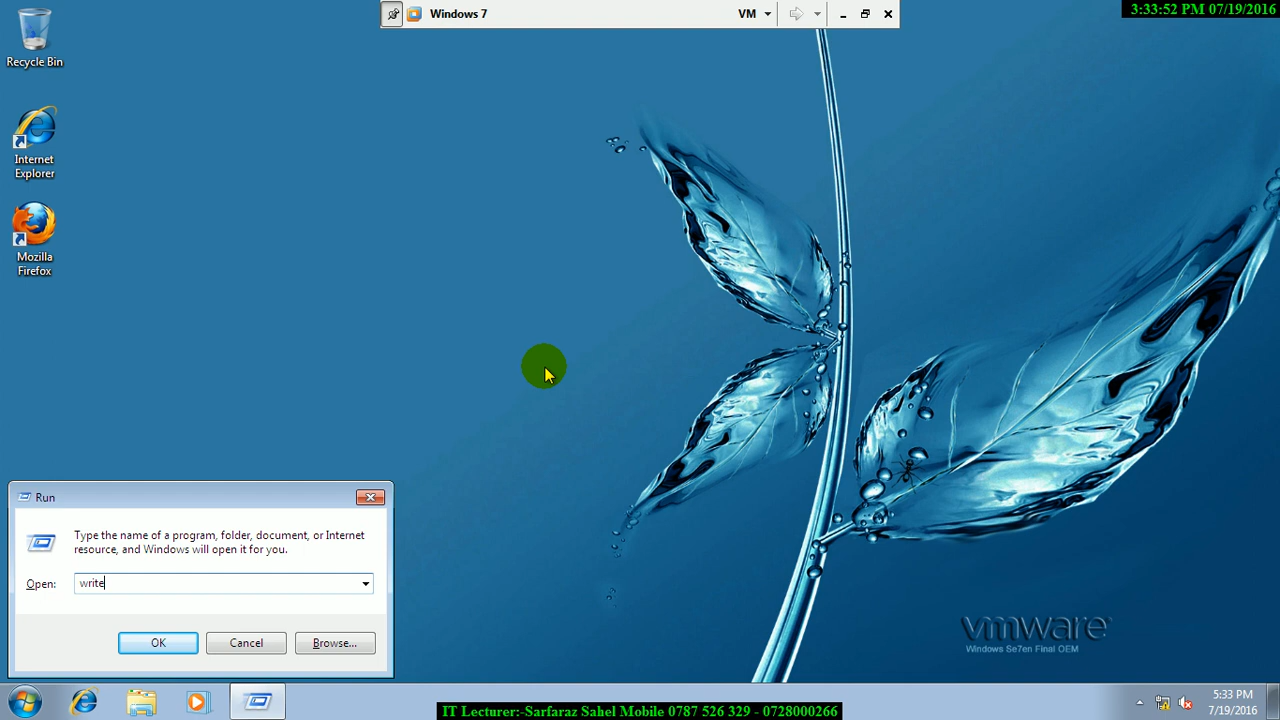 Windows 7
VM
3:33:52 PM 07/19/2016
Recycle Bin
Internet
Explorer
Mozilla
Firefox
Run
Type the name of a program, folder, document, or Internet
resource, and Windows will open it for you.
Open:
write
OK
Cancel
Browse...
vmware
Windows Se7en Final OEM
5:33 PM
7/19/2016
IT Lecturer:-Sarfaraz Sahel Mobile 0787 526 329 - 0728000266